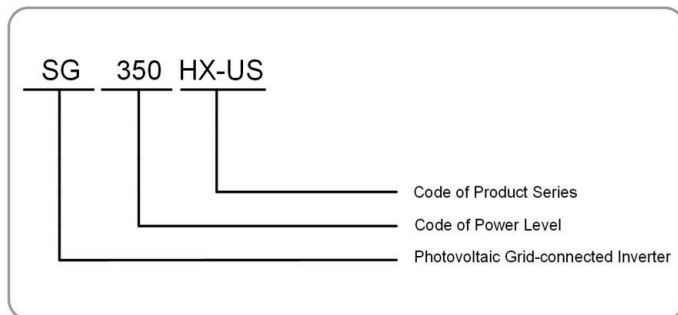 SG 350 HX-US
Code of Product Series
Code of Power Level
Photovoltaic Grid-connected Inverter